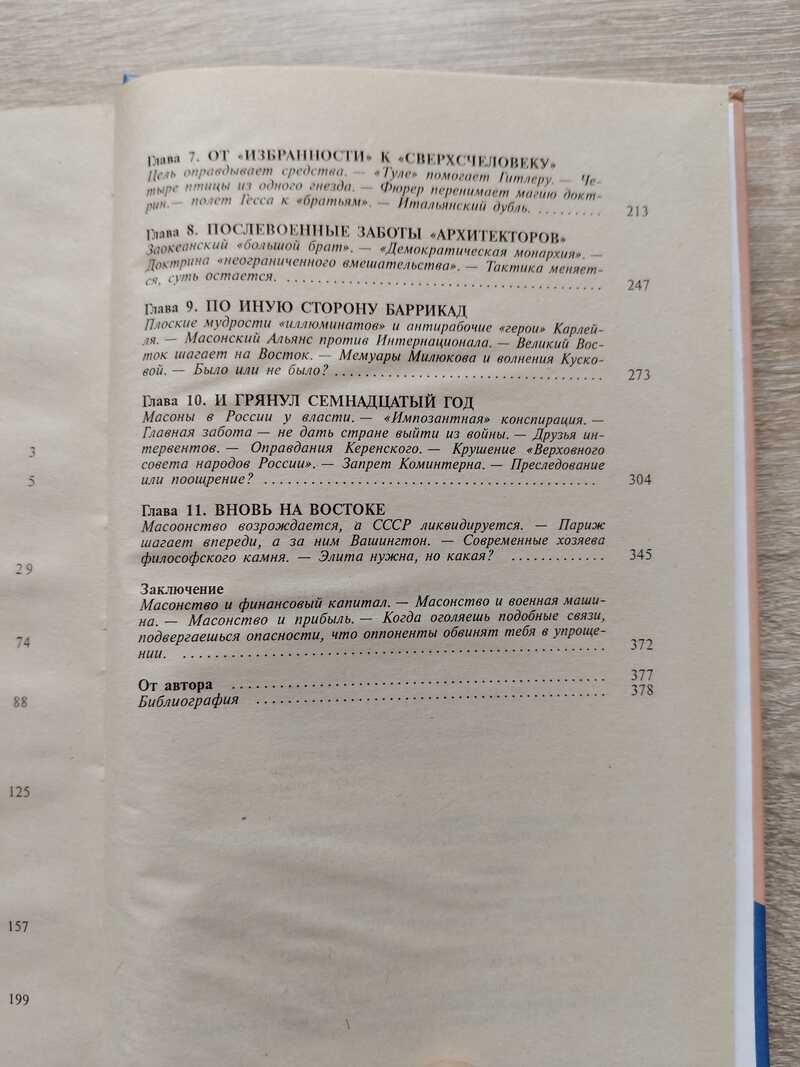 3
5
29
74
88
125
157
199
Глава 7. ОТ «ИЗБРАННОСТИ» К «СВЕРХСЧЕЛОВЕКУ»
Цель оправдывает средства. — «Туле» помогает Гитлеру. — Че-
тыре птицы из одного гнезда. — Фюрер перенимает магию докт-
рин.— полет Гесса к «братьям». — Итальянский дубль. . . . . . . . . . 213
Глава 8. ПОСЛЕВОЕННЫЕ ЗАБОТЫ «АРХИТЕКТОРОВ»
Заокеанский «большой брат». — «Демократическая монархия». —
Доктрина «неограниченного вмешательства». — Тактика меняет-
ся, суть остается. . . . . . . . . . . . . . . . . . . . . . . . . . . . . . . . 247
Глава 9. ПО ИНУЮ СТОРОНУ БАРРИКАД
Плоские мудрости «иллюминатов» и антирабочие «герои» Карлей-
ля. — Масонский Альянс против Интернационала. — Великий Вос-
ток шагает на Восток. — Мемуары Милюкова и волнения Куско-
вой. — Было или не было? . . . . . . . . . . . . . . . . . . . . . . . . . . 273
Глава 10. И ГРЯНУЛ СЕМНАДЦАТЫЙ ГОД
Масоны в России у власти. — «Импозантная» конспирация. —
Главная забота — не дать стране выйти из войны. — Друзья ин-
тервентов. — Оправдания Керенского. — Крушение «Верховного
совета народов России». — Запрет Коминтерна. — Преследование
или поощрение? . . . . . . . . . . . . . . . . . . . . . . . . . . . . . . . 304
Глава 11. ВНОВЬ НА ВОСТОКЕ
Масоонство возрождается, а СССР ликвидируется. — Париж
шагает впереди, а за ним Вашингтон. — Современные хозяева
философского камня. — Элита нужна, но какая? . . . . . . . . . . . . 345
Заключение
Масонство и финансовый капитал. — Масонство и военная маши-
на. — Масонство и прибыль. — Когда оголяешь подобные связи,
подвергаешься опасности, что оппоненты обвинят тебя в упроще-
нии. . . . . . . . . . . . . . . . . . . . . . . . . . . . . . . . . . . . . . . . 372
От автора . . . . . . . . . . . . . . . . . . . . . . . . . . . . . . . . . . . 377
Библиография . . . . . . . . . . . . . . . . . . . . . . . . . . . . . . . . . 378